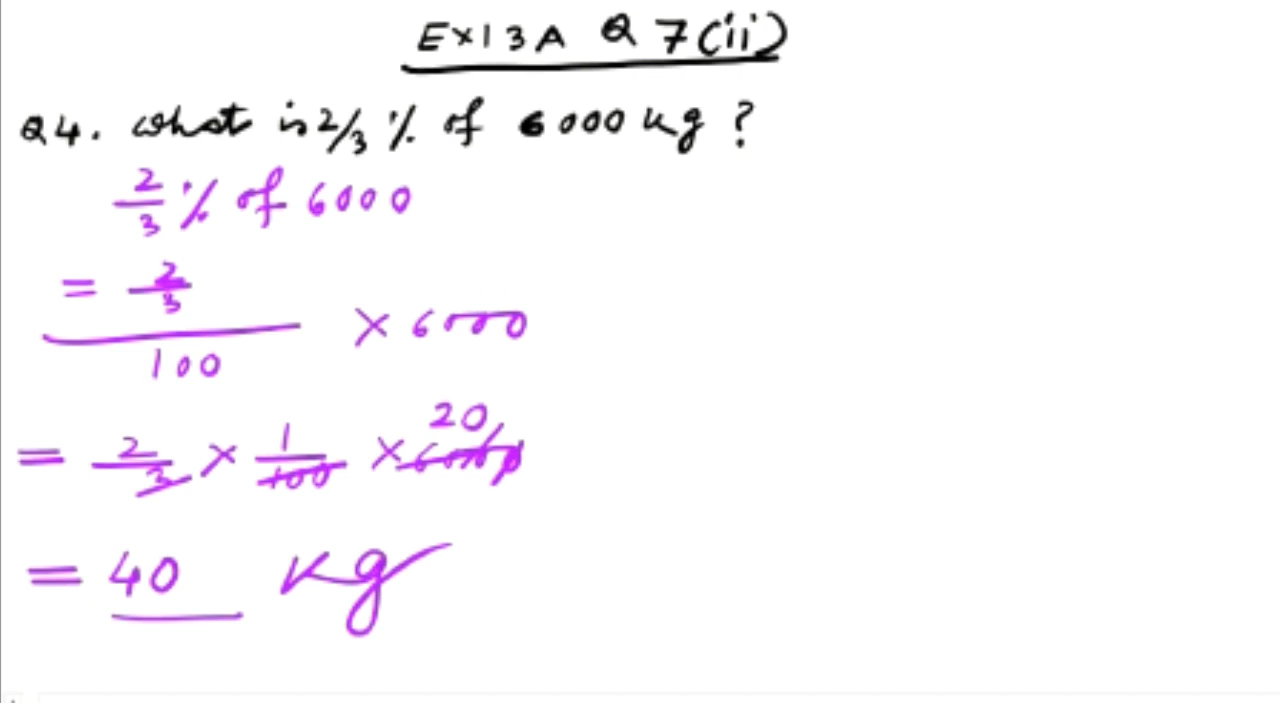 Ex13A Q 7(ii)
Q4. What is 2/3 % of 6000 kg ?
2/3 % of 6000
= 2/3
100 × 6000
= 2/3 × 1/100 × 6000 20
= 40 kg